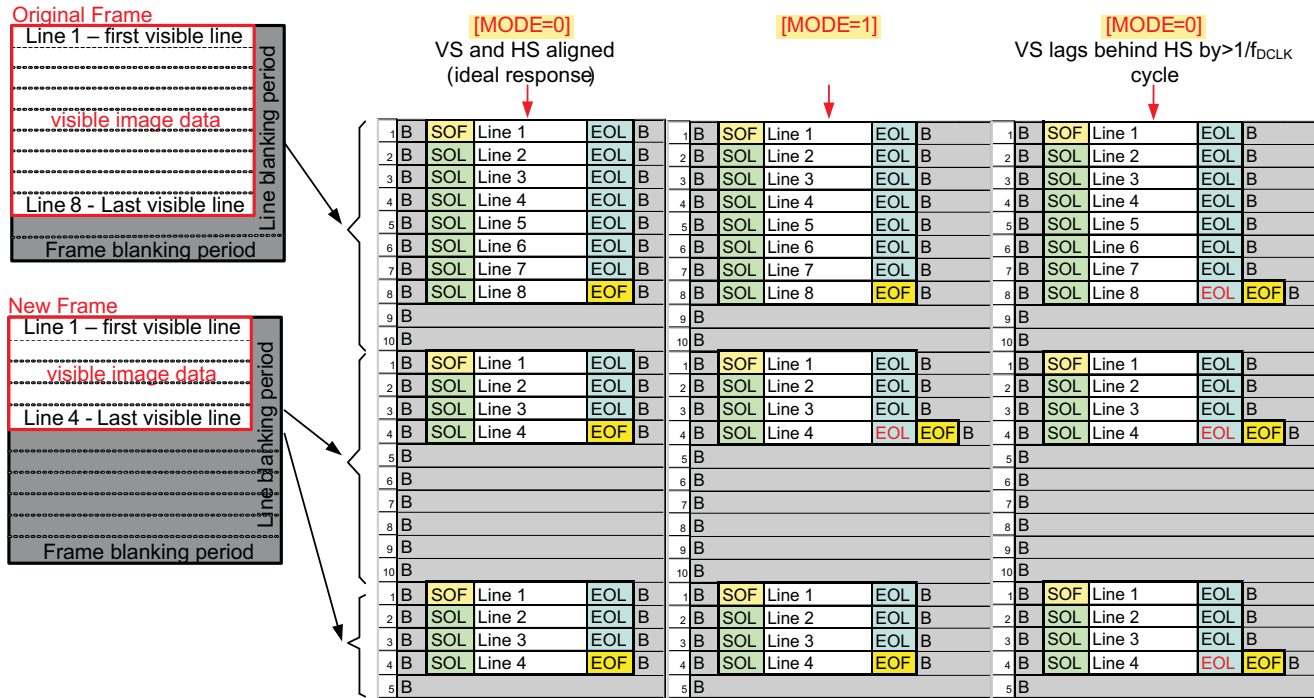 Original Frame
Line 1 – first visible line
visible image data
Line 8 - Last visible line
Frame blanking period
Line blanking period
New Frame
Line 1 – first visible line
visible image data
Line 4 - Last visible line
Frame blanking period
Line blanking period
[MODE=0]
VS and HS aligned
(ideal response)
1 B SOF Line 1 EOL B
2 B SOL Line 2 EOL B
3 B SOL Line 3 EOL B
4 B SOL Line 4 EOL B
5 B SOL Line 5 EOL B
6 B SOL Line 6 EOL B
7 B SOL Line 7 EOL B
8 B SOL Line 8 EOF B
9 B
10 B
1 B SOF Line 1 EOL B
2 B SOL Line 2 EOL B
3 B SOL Line 3 EOL B
4 B SOL Line 4 EOF B
5 B
6 B
7 B
8 B
9 B
10 B
1 B SOF Line 1 EOL B
2 B SOL Line 2 EOL B
3 B SOL Line 3 EOL B
4 B SOL Line 4 EOF B
5 B
[MODE=1]
1 B SOF Line 1 EOL B
2 B SOL Line 2 EOL B
3 B SOL Line 3 EOL B
4 B SOL Line 4 EOL B
5 B SOL Line 5 EOL B
6 B SOL Line 6 EOL B
7 B SOL Line 7 EOL B
8 B SOL Line 8 EOF B
9 B
10 B
1 B SOF Line 1 EOL B
2 B SOL Line 2 EOL B
3 B SOL Line 3 EOL B
4 B SOL Line 4 EOL EOF B
5 B
6 B
7 B
8 B
9 B
10 B
1 B SOF Line 1 EOL B
2 B SOL Line 2 EOL B
3 B SOL Line 3 EOL B
4 B SOL Line 4 EOF B
5 B
[MODE=0]
VS lags behind HS by>1/fDCLK
cycle
1 B SOF Line 1 EOL B
2 B SOL Line 2 EOL B
3 B SOL Line 3 EOL B
4 B SOL Line 4 EOL B
5 B SOL Line 5 EOL B
6 B SOL Line 6 EOL B
7 B SOL Line 7 EOL B
8 B SOL Line 8 EOL EOF B
9 B
10 B
1 B SOF Line 1 EOL B
2 B SOL Line 2 EOL B
3 B SOL Line 3 EOL B
4 B SOL Line 4 EOL EOF B
5 B
6 B
7 B
8 B
9 B
10 B
1 B SOF Line 1 EOL B
2 B SOL Line 2 EOL B
3 B SOL Line 3 EOL B
4 B SOL Line 4 EOL EOF B
5 B